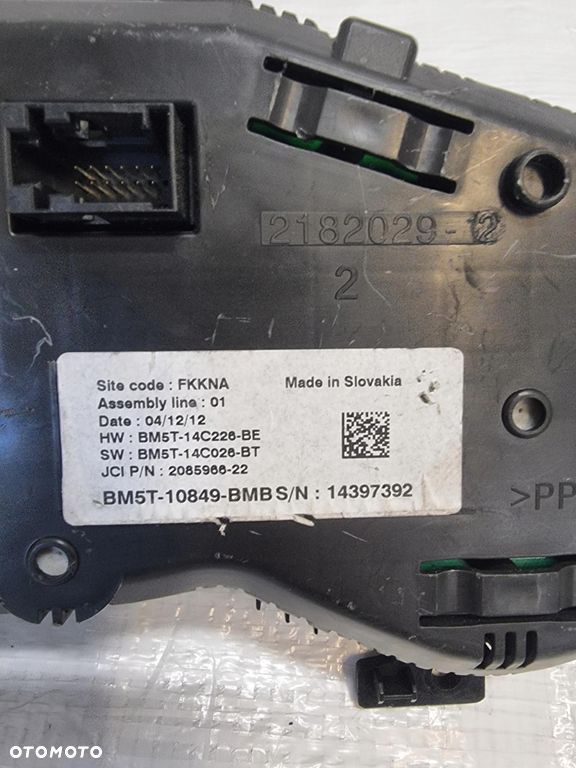 2182029-2
2
Site code : FKKNA Made in Slovakia
Assembly line : 01
Date : 04/12/12
HW : BM5T-14C226-BE
SW : BM5T-14C026-BT
JCI P/N : 2085966-22
BM5T-10849-BMB S/N : 14397392
>PP
OTOMOTO